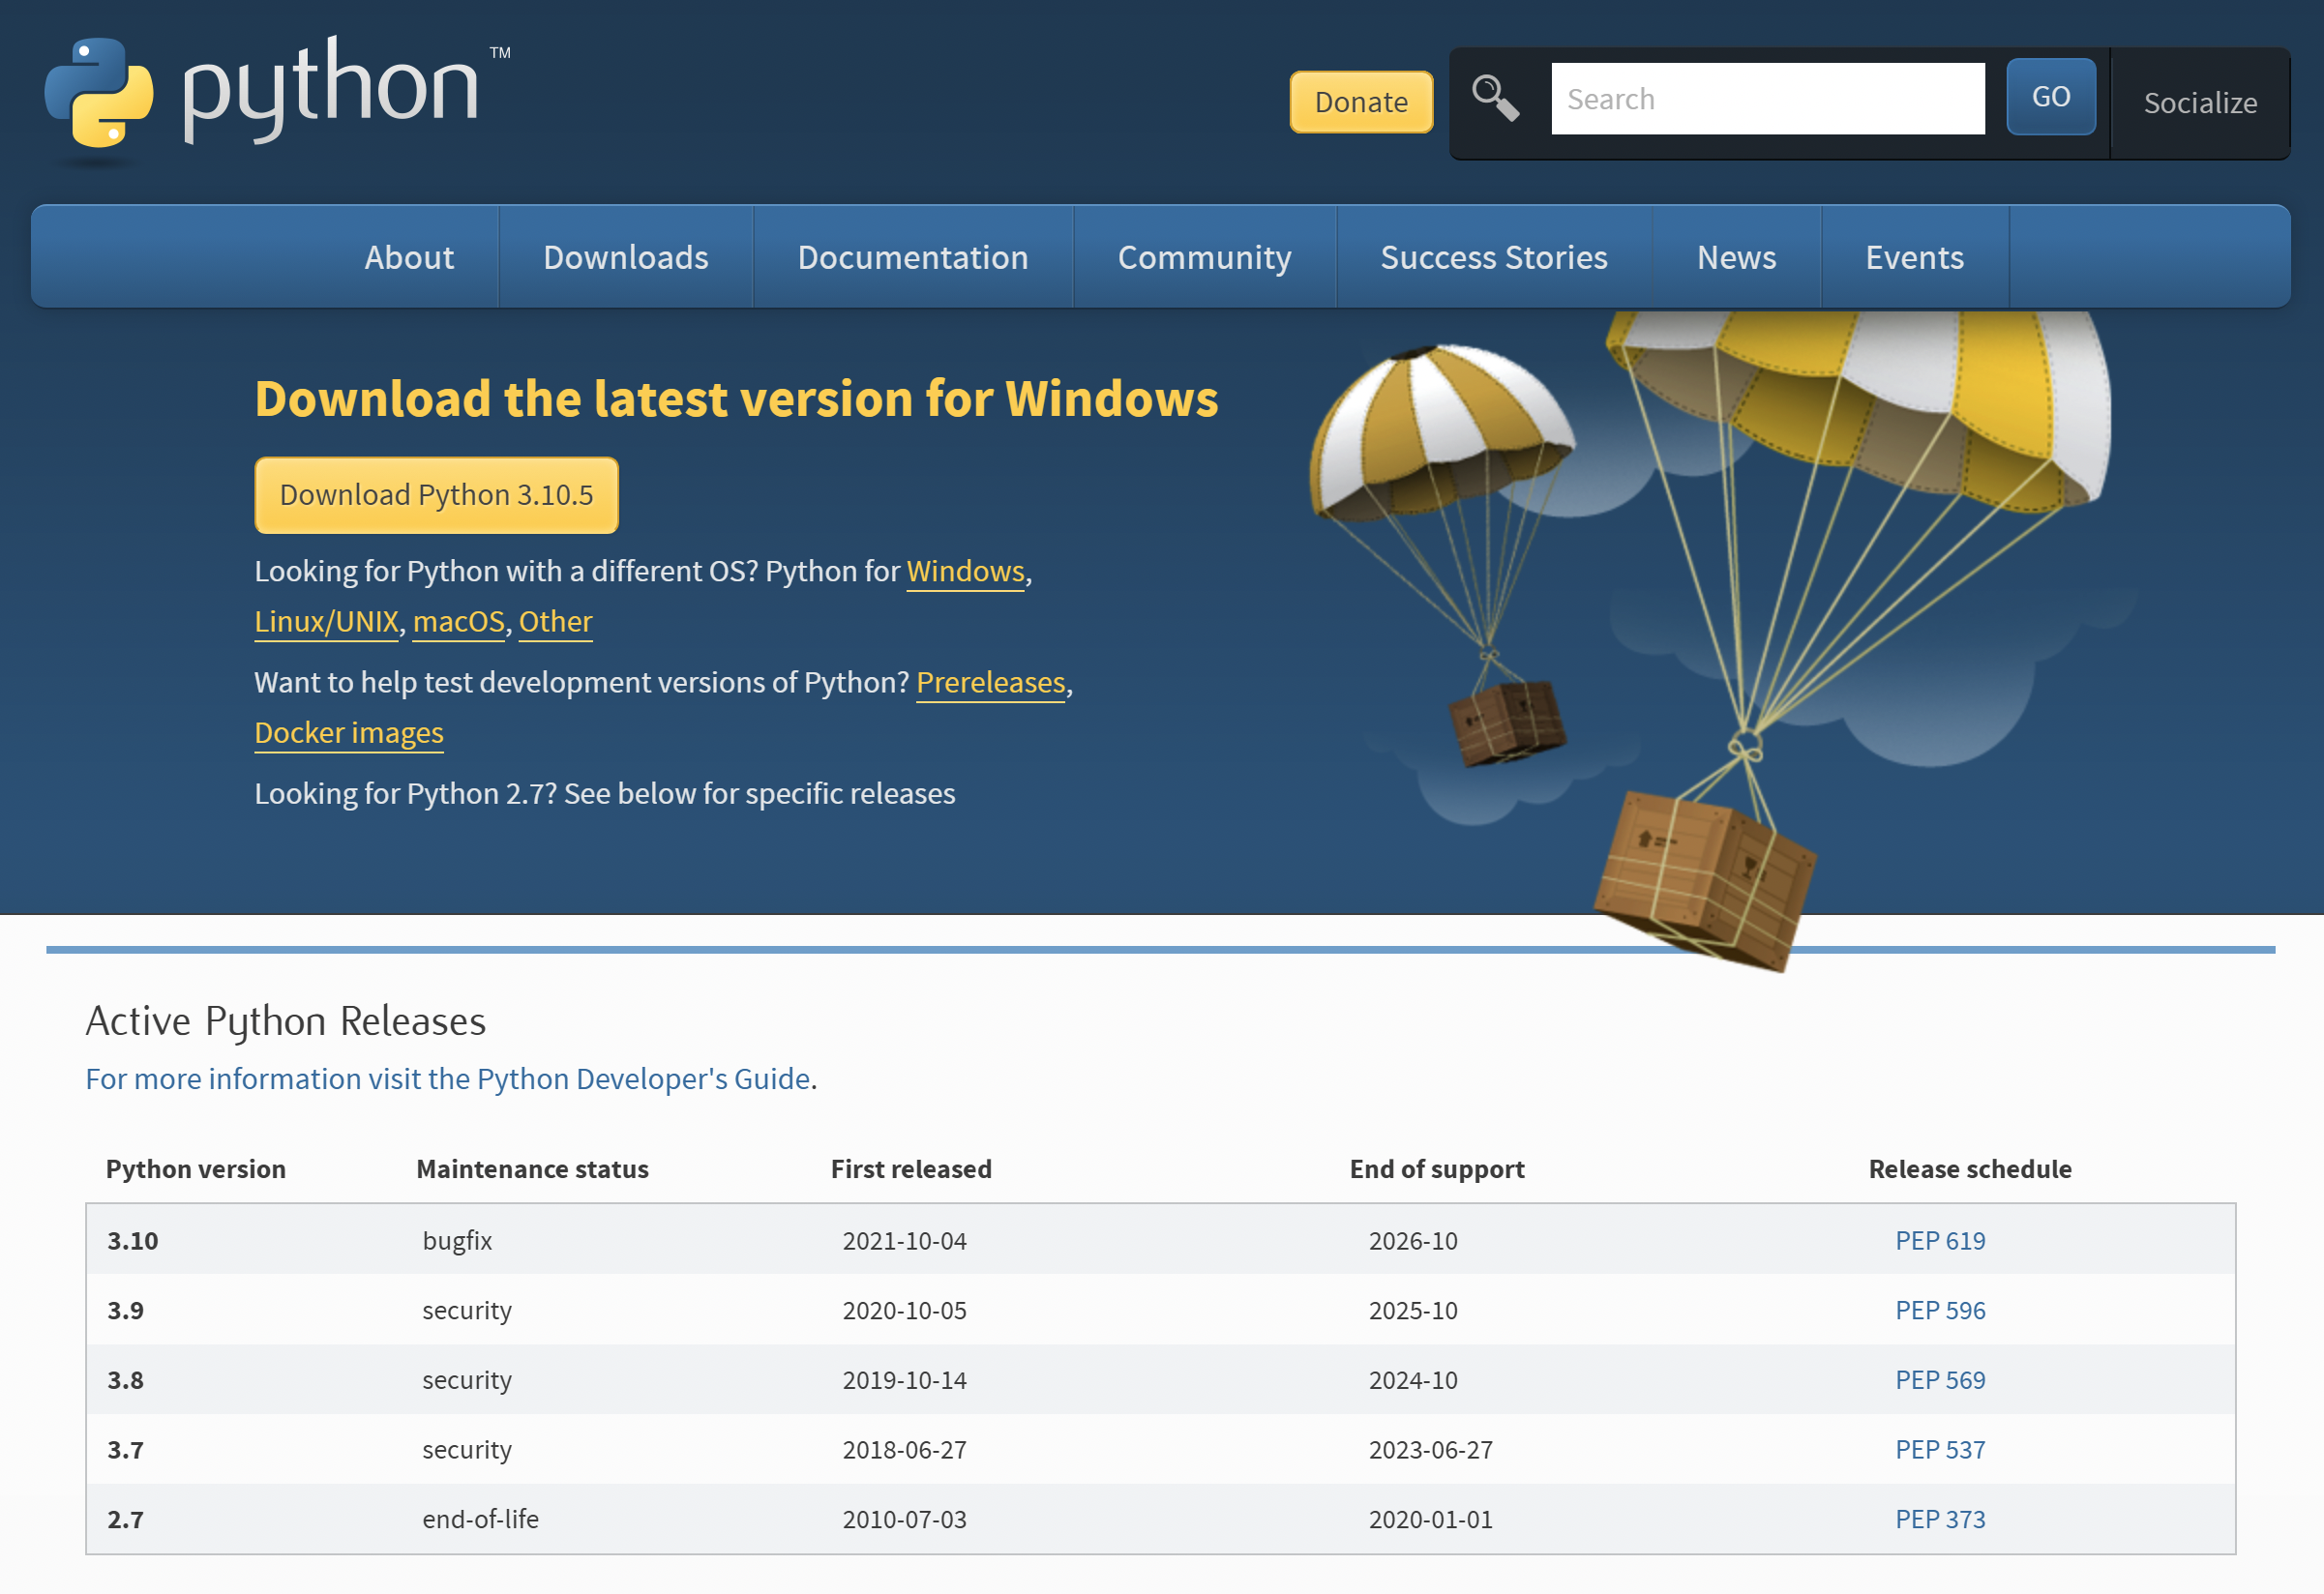 python ™
Donate
Search
GO
Socialize
About
Downloads
Documentation
Community
Success Stories
News
Events
Download the latest version for Windows
Download Python 3.10.5
Looking for Python with a different OS? Python for Windows,
Linux/UNIX, macOS, Other
Want to help test development versions of Python? Prereleases,
Docker images
Looking for Python 2.7? See below for specific releases
Active Python Releases
For more information visit the Python Developer's Guide.
Python version Maintenance status First released End of support Release schedule
3.10 bugfix 2021-10-04 2026-10 PEP 619
3.9 security 2020-10-05 2025-10 PEP 596
3.8 security 2019-10-14 2024-10 PEP 569
3.7 security 2018-06-27 2023-06-27 PEP 537
2.7 end-of-life 2010-07-03 2020-01-01 PEP 373